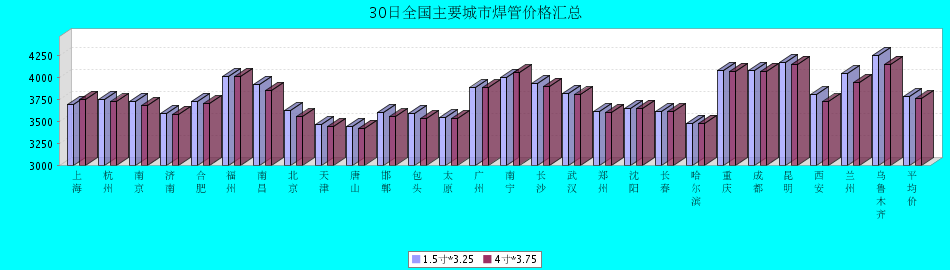 30日全国主要城市焊管价格汇总
4250
4000
3750
3500
3250
3000
上海
杭州
南京
济南
合肥
福州
南昌
北京
天津
唐山
邯郸
包头
太原
广州
南宁
长沙
武汉
郑州
沈阳
长春
哈尔滨
重庆
成都
昆明
西安
兰州
乌鲁木齐
平均价
1.5寸*3.25
4寸*3.75